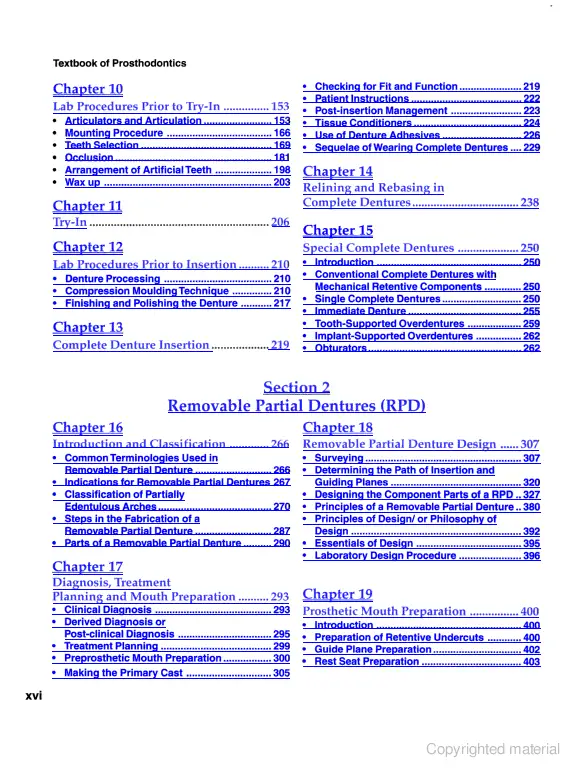 Textbook of Prosthodontics
Chapter 10
Lab Procedures Prior to Try-In ............... 153
• Articulators and Articulation ........................ 153
• Mounting Procedure ..................................... 166
• Teeth Selection .............................................. 169
• Occlusion ....................................................... 181
• Arrangement of Artificial Teeth .................... 198
• Wax up ........................................................... 203
Chapter 11
Try-In ............................................................ 206
Chapter 12
Lab Procedures Prior to Insertion .......... 210
• Denture Processing ...................................... 210
• Compression Moulding Technique .............. 210
• Finishing and Polishing the Denture ........... 217
Chapter 13
Complete Denture Insertion ................... 219
• Checking for Fit and Function ...................... 219
• Patient Instructions ....................................... 222
• Post-insertion Management ......................... 223
• Tissue Conditioners ...................................... 224
• Use of Denture Adhesives ............................ 226
• Sequelae of Wearing Complete Dentures .... 229
Chapter 14
Relining and Rebasing in
Complete Dentures ................................... 238
Chapter 15
Special Complete Dentures .................... 250
• Introduction ................................................... 250
• Conventional Complete Dentures with
Mechanical Retentive Components ............. 250
• Single Complete Dentures ............................ 250
• Immediate Denture ........................................ 255
• Tooth-Supported Overdentures ................... 259
• Implant-Supported Overdentures ................ 262
• Obturators ...................................................... 262
Section 2
Removable Partial Dentures (RPD)
Chapter 16
Introduction and Classification ............. 266
• Common Terminologies Used in
Removable Partial Denture ........................... 266
• Indications for Removable Partial Dentures 267
• Classification of Partially
Edentulous Arches ........................................ 270
• Steps in the Fabrication of a
Removable Partial Denture ........................... 287
• Parts of a Removable Partial Denture .......... 290
Chapter 17
Diagnosis, Treatment
Planning and Mouth Preparation .......... 293
• Clinical Diagnosis ......................................... 293
• Derived Diagnosis or
Post-clinical Diagnosis ................................. 295
• Treatment Planning ....................................... 299
• Preprosthetic Mouth Preparation ................. 300
• Making the Primary Cast .............................. 305
Chapter 18
Removable Partial Denture Design ...... 307
• Surveying ....................................................... 307
• Determining the Path of Insertion and
Guiding Planes .............................................. 320
• Designing the Component Parts of a RPD .. 327
• Principles of a Removable Partial Denture .. 380
• Principles of Design/ or Philosophy of
Design ............................................................ 392
• Essentials of Design ..................................... 395
• Laboratory Design Procedure ...................... 396
Chapter 19
Prosthetic Mouth Preparation ................ 400
• Introduction ................................................... 400
• Preparation of Retentive Undercuts ............ 400
• Guide Plane Preparation ............................... 402
• Rest Seat Preparation ................................... 403
xvi
Copyrighted material